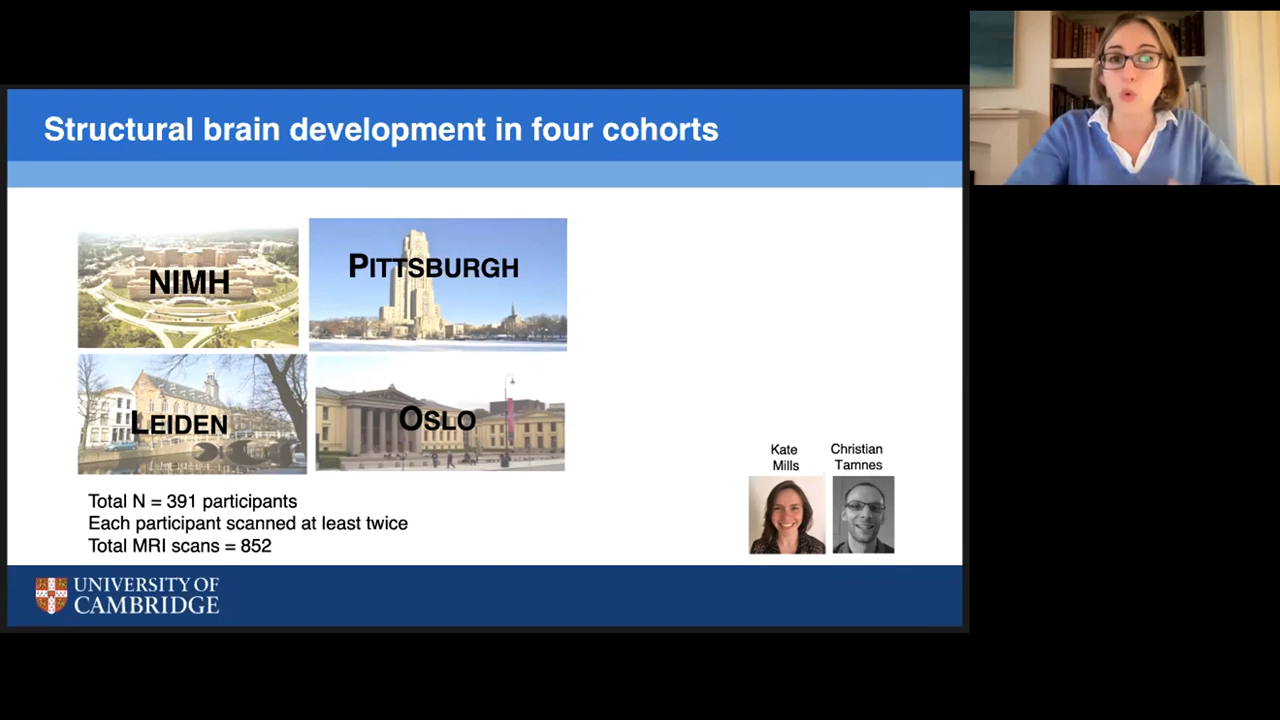 Structural brain development in four cohorts
NIMH
PITTSBURGH
LEIDEN
OSLO
Kate
Mills
Christian
Tamnes
Total N = 391 participants
Each participant scanned at least twice
Total MRI scans = 852
UNIVERSITY OF
CAMBRIDGE